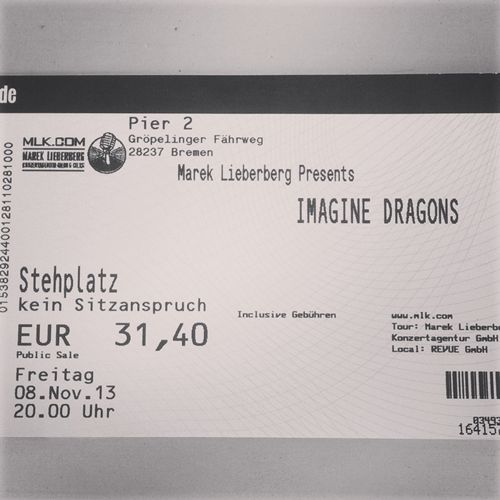 de
Pier 2
Gröpelinger Fährweg
28237 Bremen
MLK.COM
MAREK LIEBERBERG
Marek Lieberberg Presents
IMAGINE DRAGONS
015382924400128110281000
Stehplatz
kein Sitzanspruch
EUR 31,40
Public Sale
Inclusive Gebühren
Freitag
08.Nov.13
20.00 Uhr
www.mlk.com
Tour: Marek Lieberbe
Konzertagentur GmbH
Local: REVUE GmbH